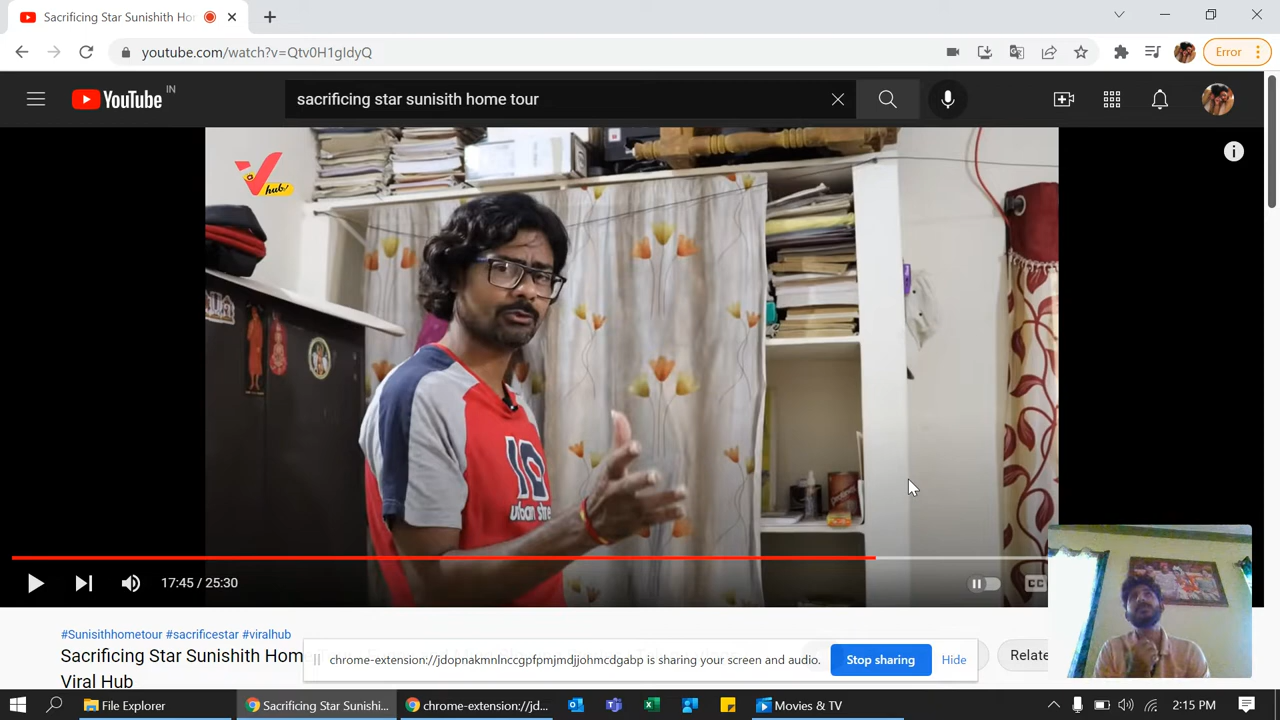 Sacrificing Star Sunishith Ho
youtube.com/watch?v=Qtv0H1gIdyQ
Error
YouTube IN
sacrificing star sunisith home tour
V
hub!
10
urban stre
17:45 / 25:30
CC
#Sunisithhometour #sacrificestar #viralhub
Sacrificing Star Sunishith Hom
Viral Hub
Relate
chrome-extension://jdopnakmnlnccgpfpmjmdjjohmcdgabp is sharing your screen and audio.
Stop sharing
Hide
File Explorer
Sacrificing Star Sunishi...
chrome-extension://jd...
Movies & TV
2:15 PM